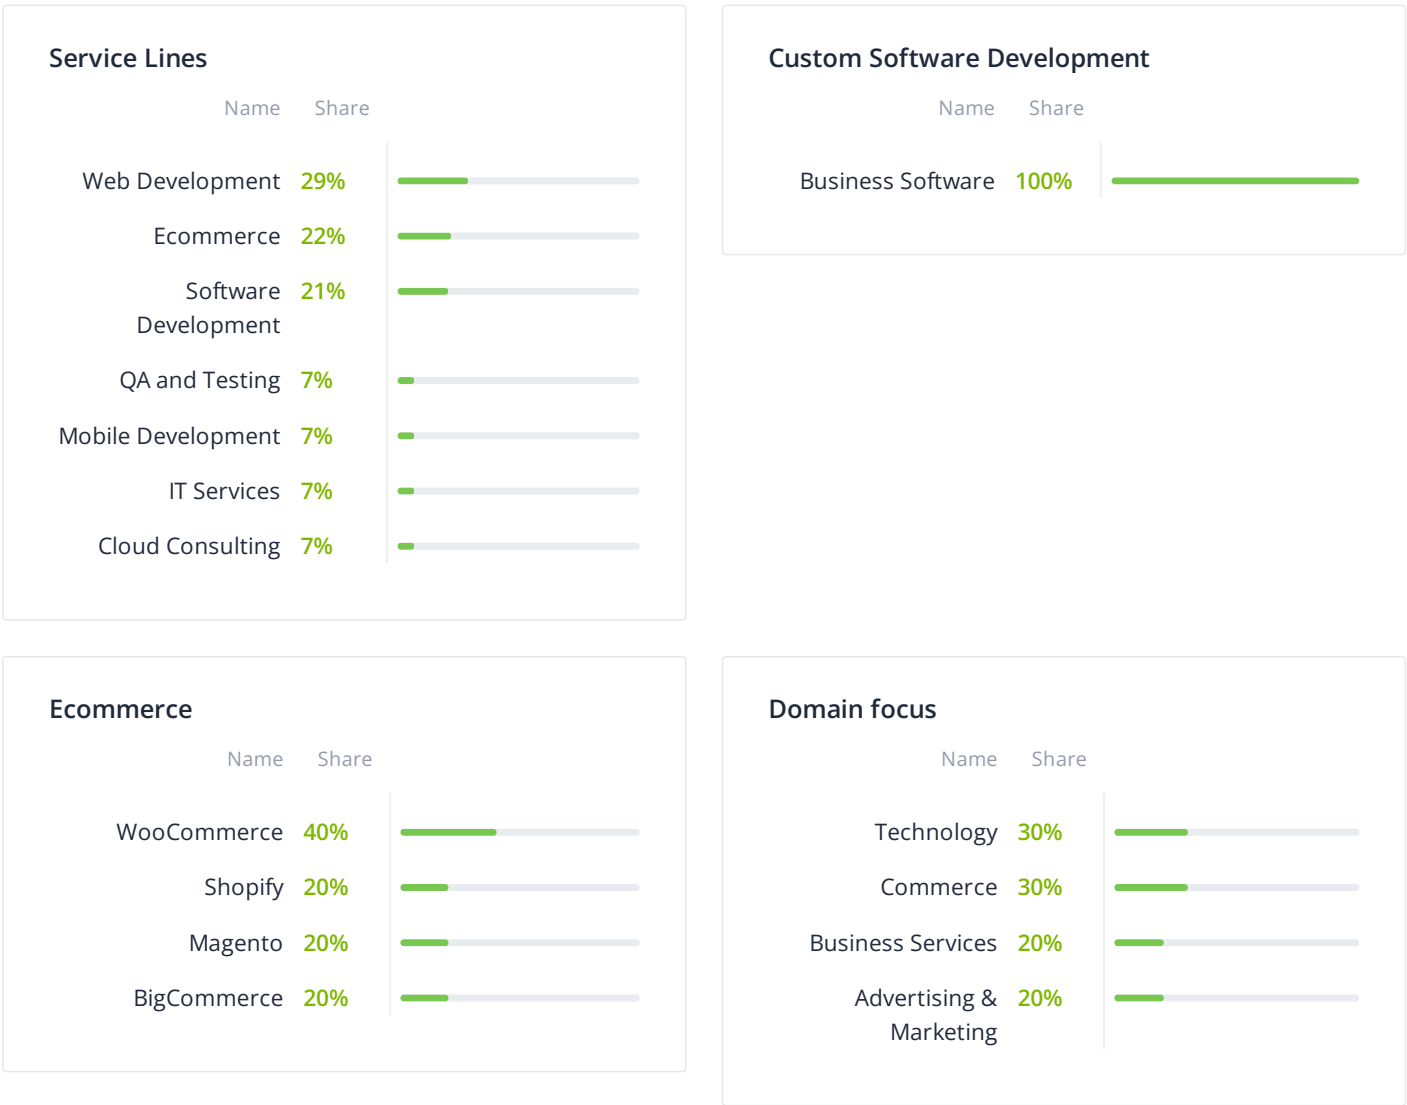 Service Lines
Name Share
Web Development 29%
Ecommerce 22%
Software 21%
Development
QA and Testing 7%
Mobile Development 7%
IT Services 7%
Cloud Consulting 7%
Custom Software Development
Name Share
Business Software 100%
Ecommerce
Name Share
WooCommerce 40%
Shopify 20%
Magento 20%
BigCommerce 20%
Domain focus
Name Share
Technology 30%
Commerce 30%
Business Services 20%
Advertising & 20%
Marketing